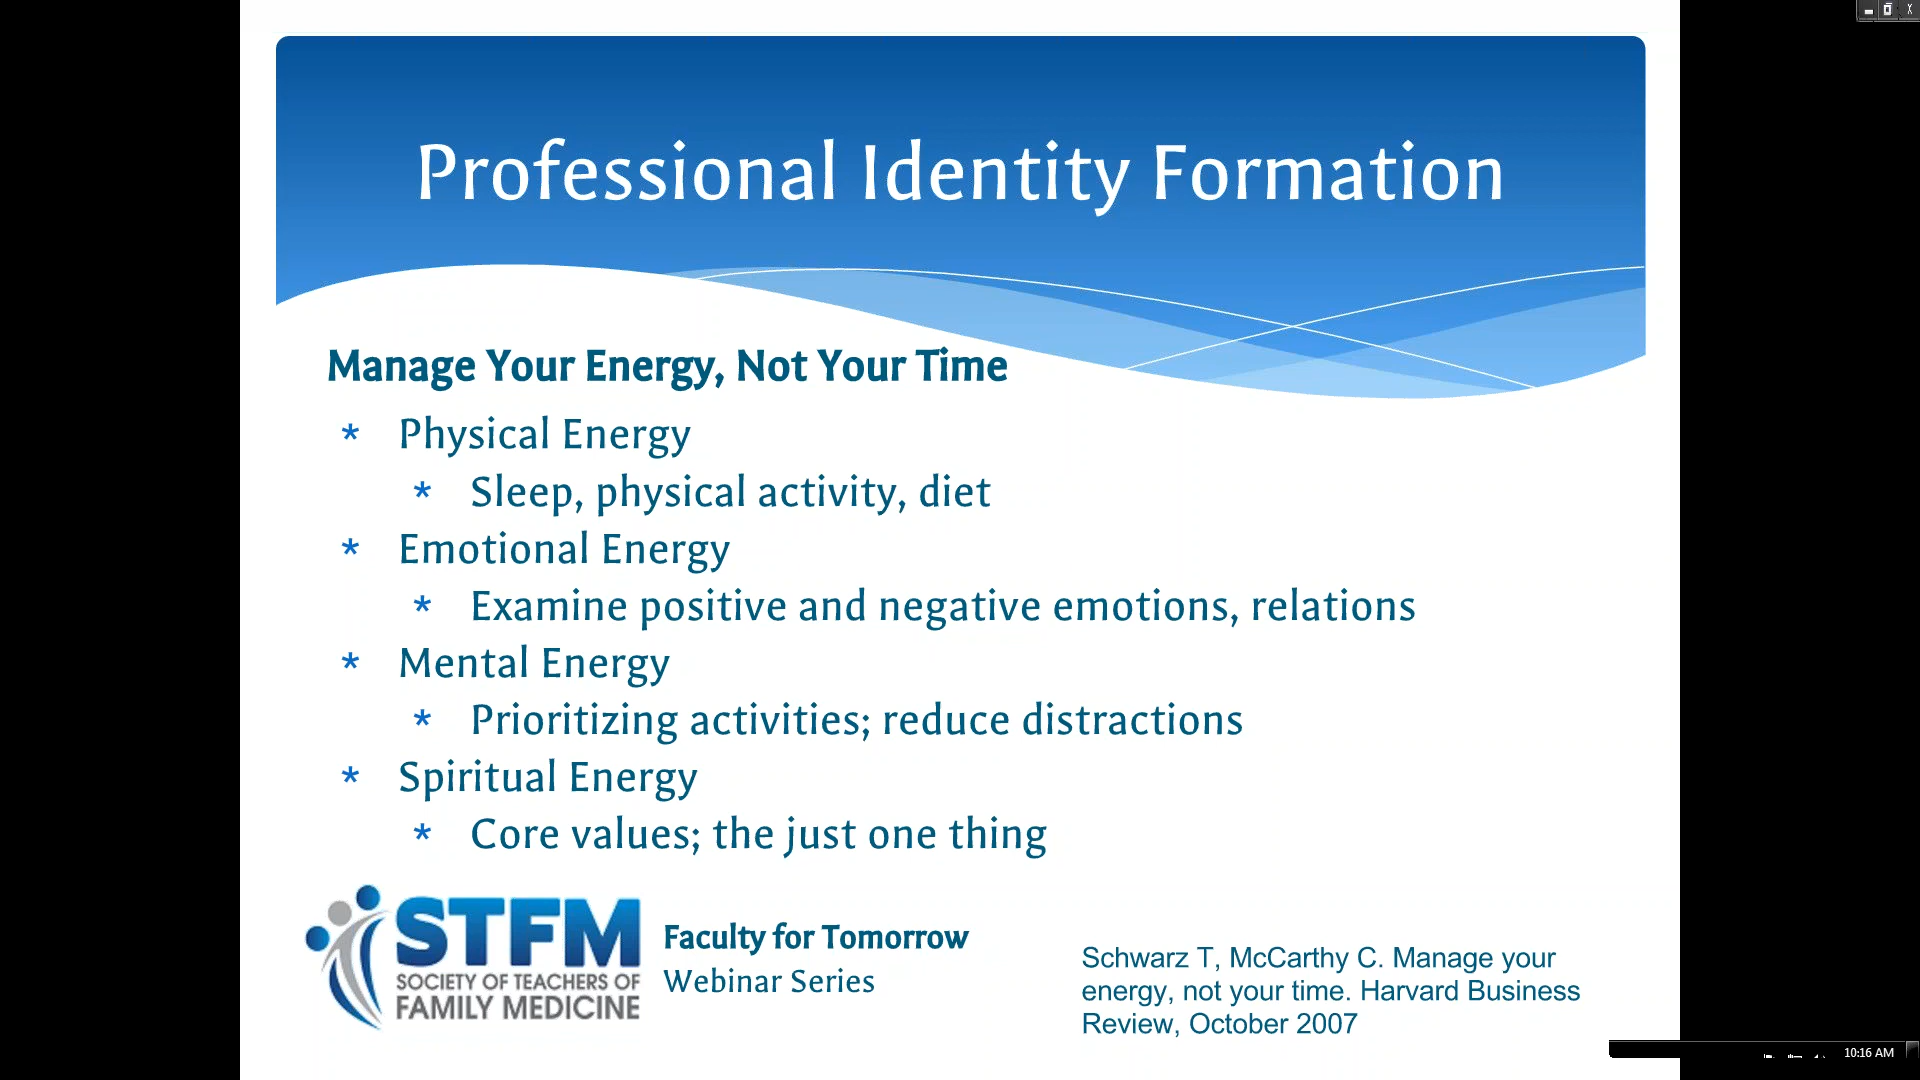 Professional Identity Formation
Manage Your Energy, Not Your Time
* Physical Energy
* Sleep, physical activity, diet
* Emotional Energy
* Examine positive and negative emotions, relations
* Mental Energy
* Prioritizing activities; reduce distractions
* Spiritual Energy
* Core values; the just one thing
STFM
SOCIETY OF TEACHERS OF
FAMILY MEDICINE
Faculty for Tomorrow
Webinar Series
Schwarz T, McCarthy C. Manage your
energy, not your time. Harvard Business
Review, October 2007
10:16 AM